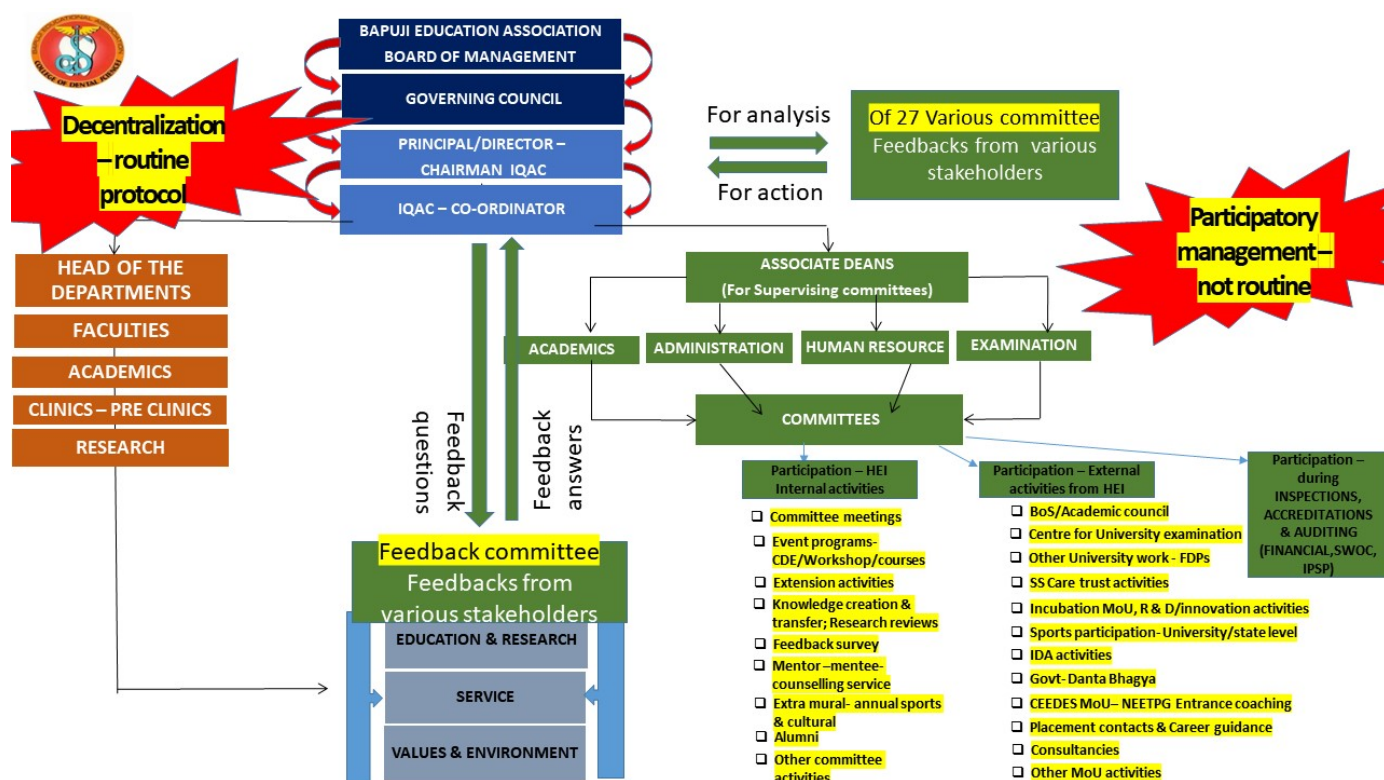 BAPUJI EDUCATION ASSOCIATION
BOARD OF MANAGEMENT
GOVERNING COUNCIL
PRINCIPAL/DIRECTOR –
CHAIRMAN IQAC
IQAC – CO-ORDINATOR
COLLEGE OF DENTAL SCIENCES
Decentralization
– routine
protocol
For analysis
For action
Of 27 Various committee
Feedbacks from various
stakeholders
Participatory
management –
not routine
HEAD OF THE
DEPARTMENTS
FACULTIES
ACADEMICS
CLINICS – PRE CLINICS
RESEARCH
ASSOCIATE DEANS
(For Supervising committees)
ACADEMICS
ADMINISTRATION
HUMAN RESOURCE
EXAMINATION
COMMITTEES
Feedback
questions
Feedback
answers
Feedback committee
Feedbacks from
various stakeholders
EDUCATION & RESEARCH
SERVICE
VALUES & ENVIRONMENT
Participation – HEI
Internal activities
Committee meetings
Event programs-
CDE/Workshop/courses
Extension activities
Knowledge creation &
transfer; Research reviews
Feedback survey
Mentor –mentee-
counselling service
Extra mural- annual sports
& cultural
Alumni
Other committee
activities
Participation – External
activities from HEI
BoS/Academic council
Centre for University examination
Other University work - FDPs
SS Care trust activities
Incubation MoU, R & D/innovation activities
Sports participation- University/state level
IDA activities
Govt- Danta Bhagya
CEEDES MoU– NEETPG Entrance coaching
Placement contacts & Career guidance
Consultancies
Other MoU activities
Participation –
during
INSPECTIONS,
ACCREDITATIONS
& AUDITING
(FINANCIAL,SWOC,
IPSP)